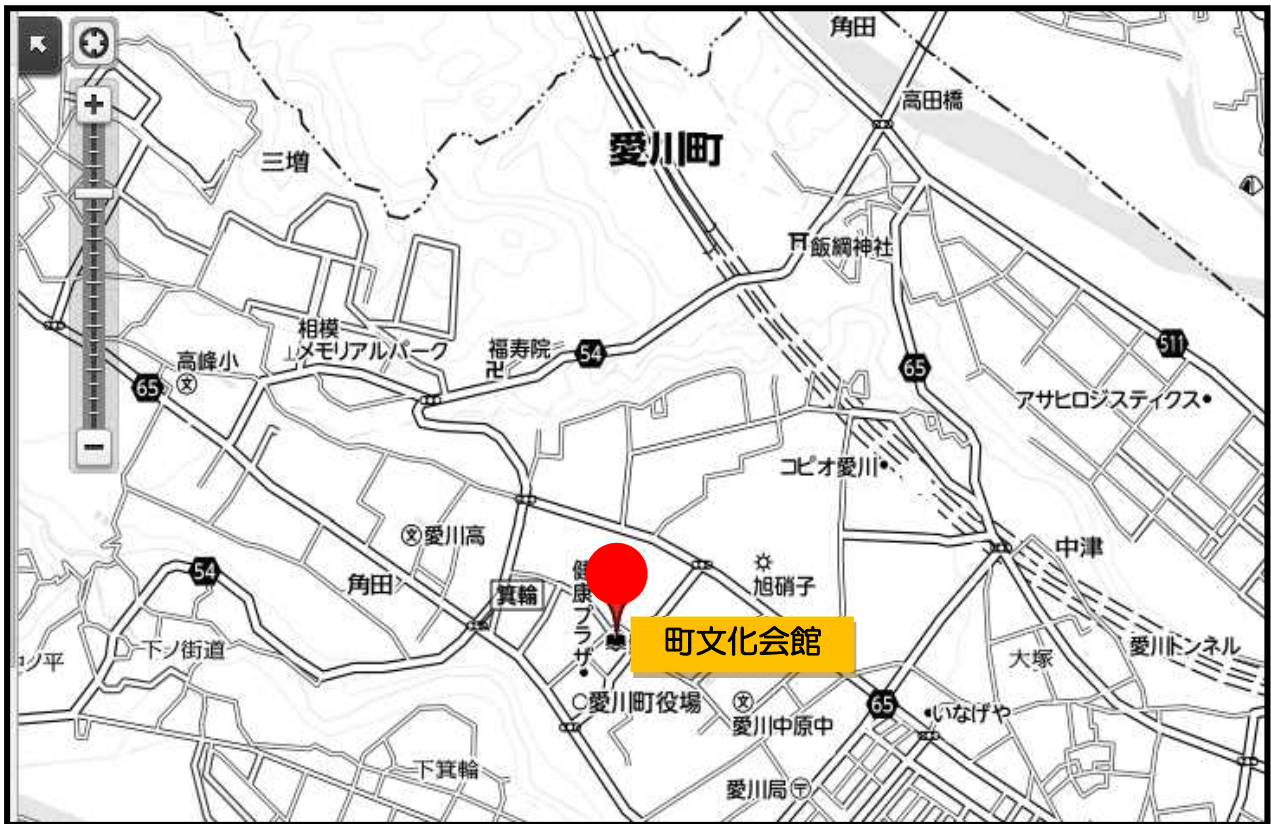 角田
高田橋
愛川町
三増
飯綱神社
相模
メモリアルパーク
福寿院
54
511
高峰小
文
65
65
アサヒロジスティクス
コピオ愛川
文愛川高
中津
旭硝子
54
角田
箕輪
健康プラザ
町文化会館
下ノ街道
大塚
愛川トンネル
ノ平
愛川町役場
文
65
いなげや
愛川中原中
下箕輪
愛川局